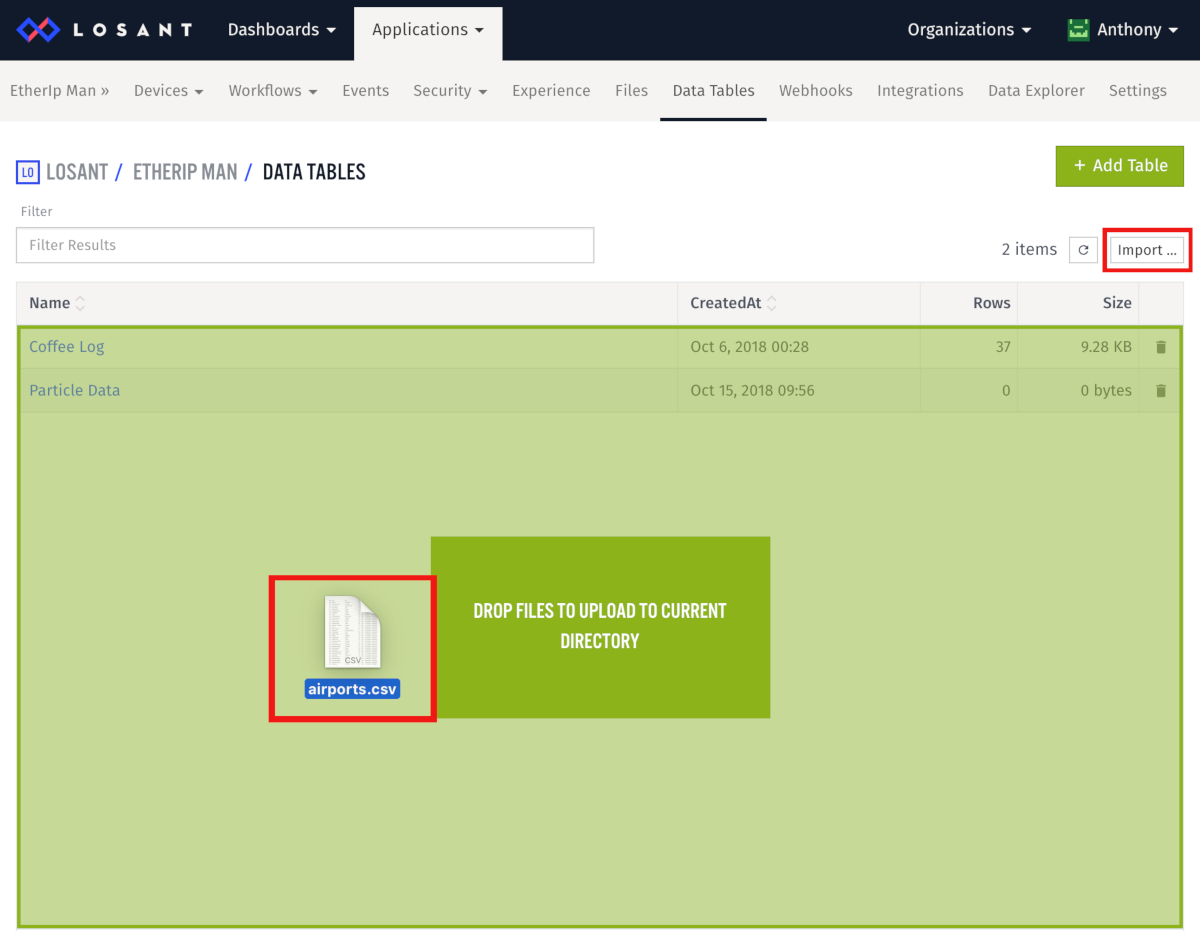 LOSANT Dashboards Applications Organizations Anthony
EtherIp Man » Devices Workflows Events Security Experience Files Data Tables Webhooks Integrations Data Explorer Settings
LO LOSANT / ETHERIP MAN / DATA TABLES + Add Table
Filter
Filter Results 2 items Import ...
Name CreatedAt Rows Size
Coffee Log Oct 6, 2018 00:28 37 9.28 KB
Particle Data Oct 15, 2018 09:56 0 0 bytes
DROP FILES TO UPLOAD TO CURRENT
DIRECTORY
CSV
airports.csv